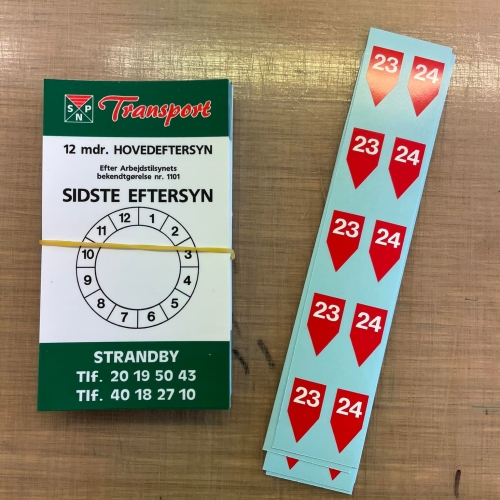 S P
N
Transport
12 mdr. HOVEDEFTERSYN
Efter Arbejdstilsynets
bekendtgørelse nr. 1101
SIDSTE EFTERSYN
12 1
11 2
10 3
9 4
8 5
7 6
STRANDBY
Tlf. 20 19 50 43
Tlf. 40 18 27 10
23 24
23 24
23 24
23 24
23 24